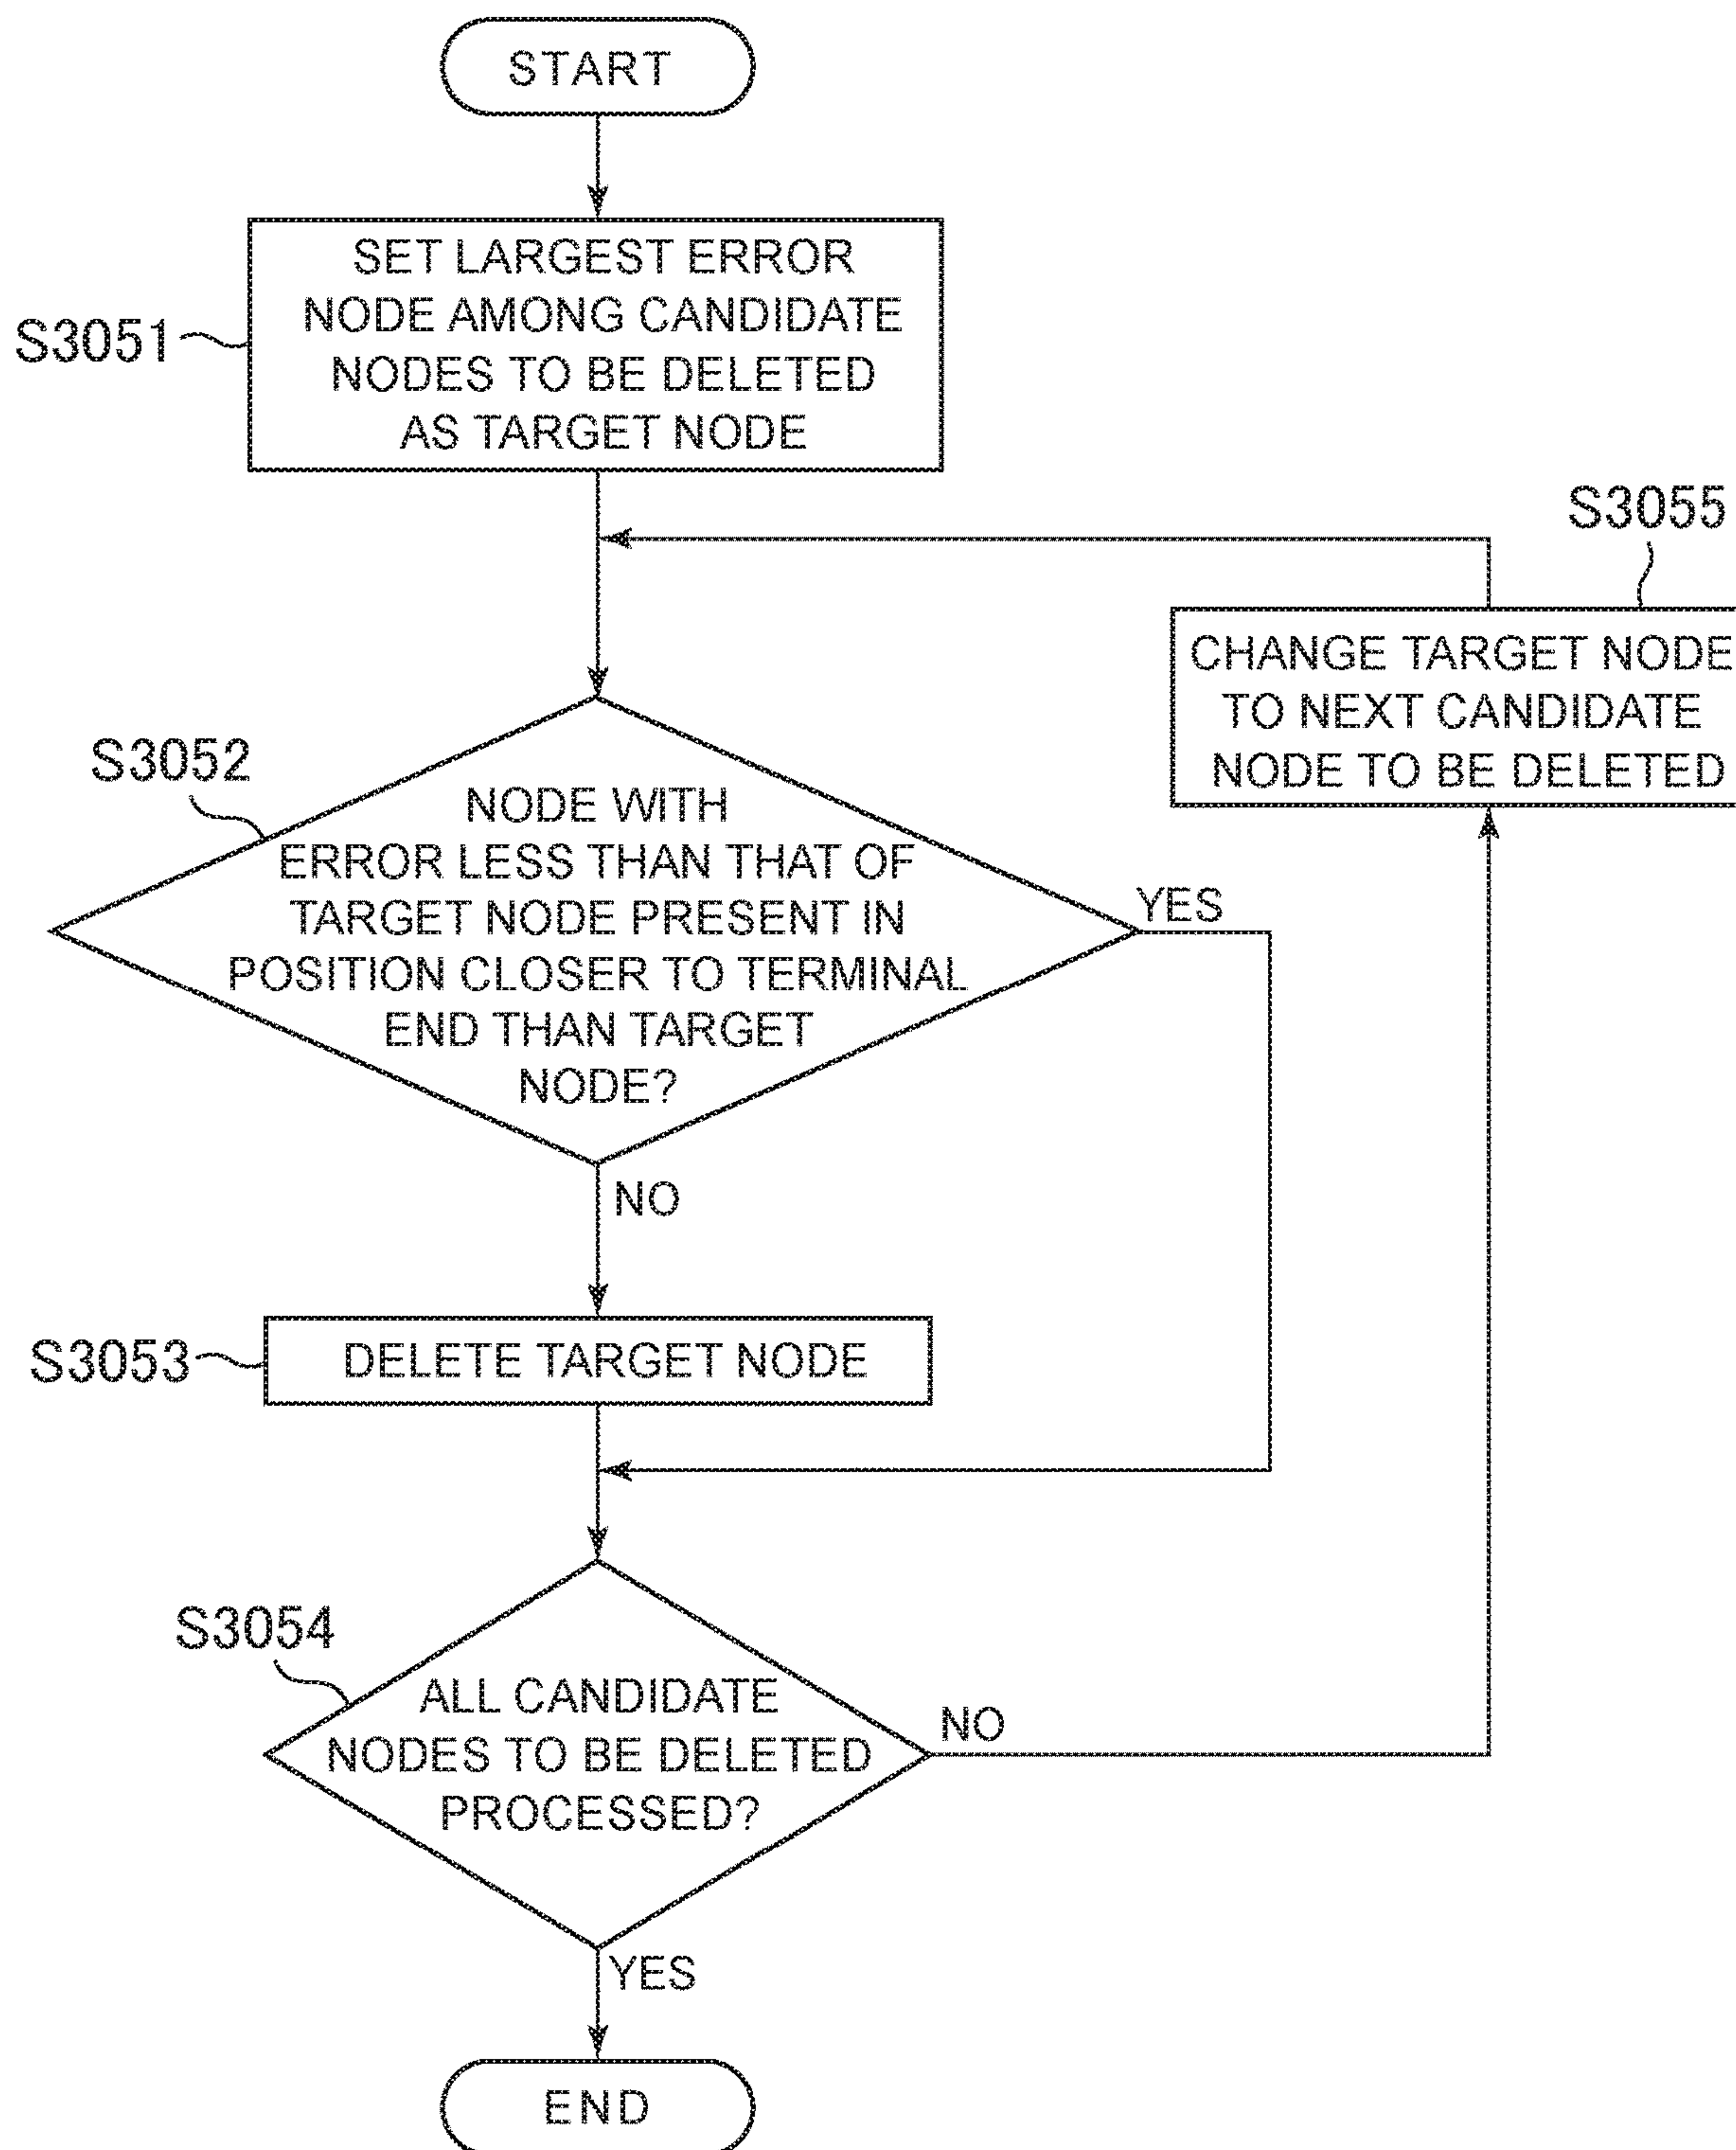 START
SET LARGEST ERROR
NODE AMONG CANDIDATE
NODES TO BE DELETED
AS TARGET NODE
S3051
S3055
CHANGE TARGET NODE
TO NEXT CANDIDATE
NODE TO BE DELETED
S3052
NODE WITH
ERROR LESS THAN THAT OF
TARGET NODE PRESENT IN
POSITION CLOSER TO TERMINAL
END THAN TARGET
NODE?
YES
NO
S3053
DELETE TARGET NODE
S3054
ALL CANDIDATE
NODES TO BE DELETED
PROCESSED?
NO
YES
END